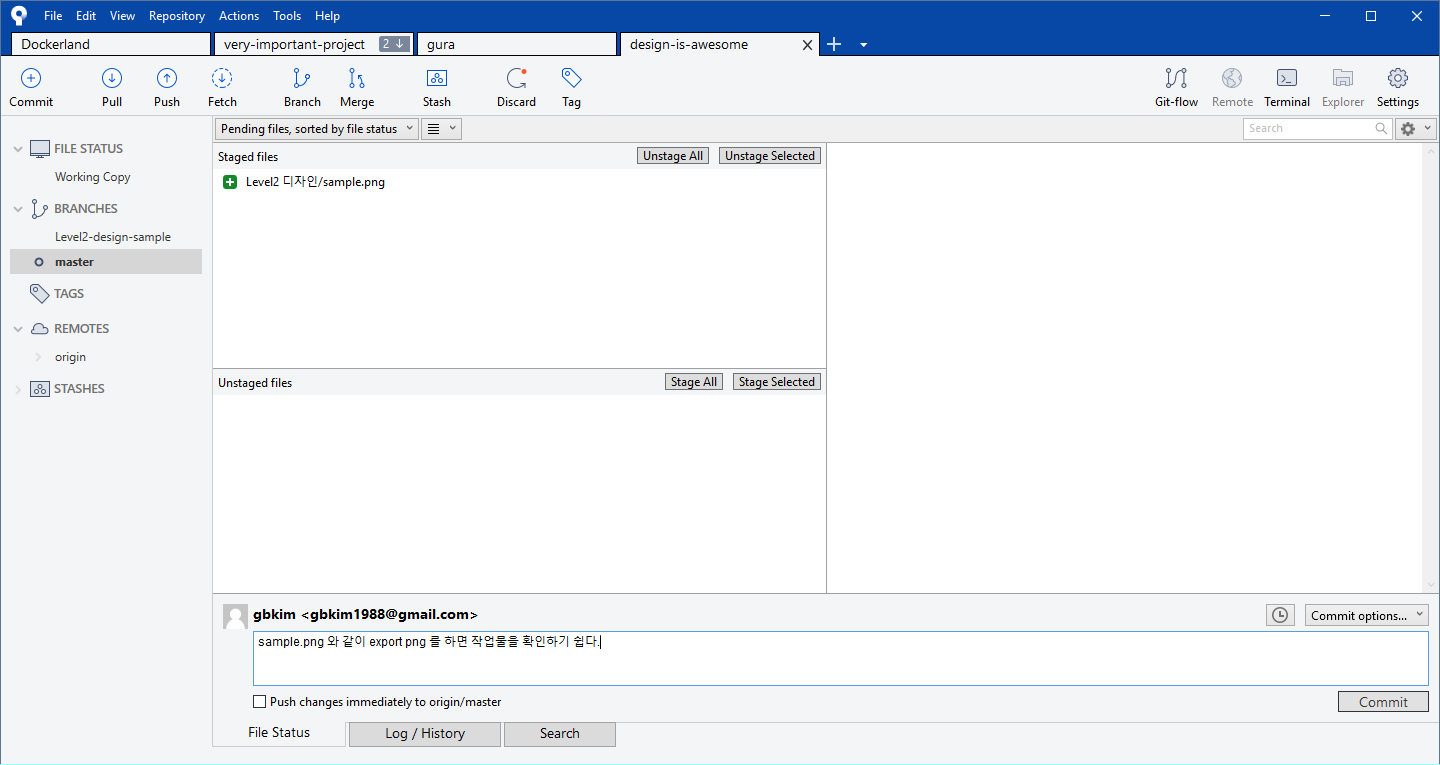 File Edit View Repository Actions Tools Help
Dockerland very-important-project 2 gura design-is-awesome
Commit Pull Push Fetch Branch Merge Stash Discard Tag Git-flow Remote Terminal Explorer Settings
Pending files, sorted by file status Search
FILE STATUS
Working Copy
BRANCHES
Level2-design-sample
master
TAGS
REMOTES
origin
STASHES
Staged files Unstage All Unstage Selected
Level2 디자인/sample.png
Unstaged files Stage All Stage Selected
gbkim <gbkim1988@gmail.com> Commit options...
sample.png 와 같이 export png 를 하면 작업물을 확인하기 쉽다.
Push changes immediately to origin/master Commit
File Status Log / History Search